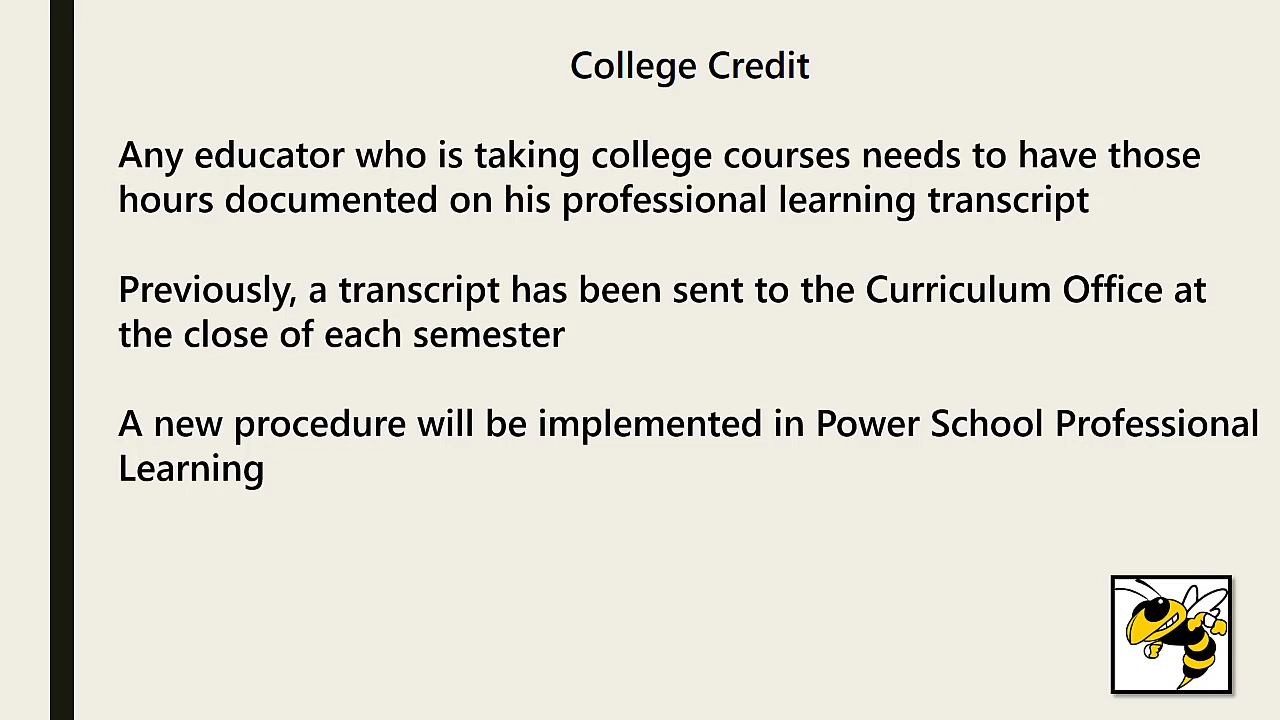 College Credit
Any educator who is taking college courses needs to have those
hours documented on his professional learning transcript
Previously, a transcript has been sent to the Curriculum Office at
the close of each semester
A new procedure will be implemented in Power School Professional
Learning